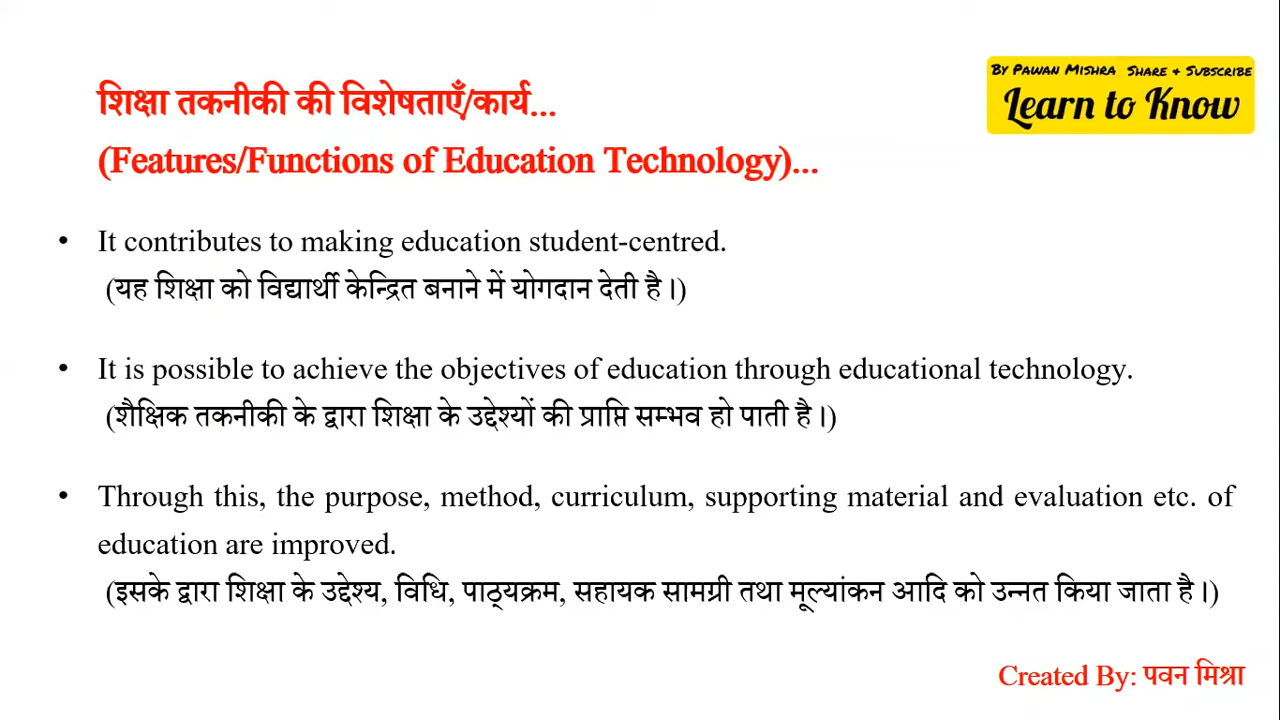 By Pawan Mishra Share + Subscribe
Learn to Know
शिक्षा तकनीकी की विशेषताएँ/कार्य...
(Features/Functions of Education Technology)...
• It contributes to making education student-centred.
(यह शिक्षा को विद्यार्थी केन्द्रित बनाने में योगदान देती है।)
• It is possible to achieve the objectives of education through educational technology.
(शैक्षिक तकनीकी के द्वारा शिक्षा के उद्देश्यों की प्राप्ति सम्भव हो पाती है।)
• Through this, the purpose, method, curriculum, supporting material and evaluation etc. of
education are improved.
(इसके द्वारा शिक्षा के उद्देश्य, विधि, पाठ्यक्रम, सहायक सामग्री तथा मूल्यांकन आदि को उन्नत किया जाता है।)
Created By: पवन मिश्रा